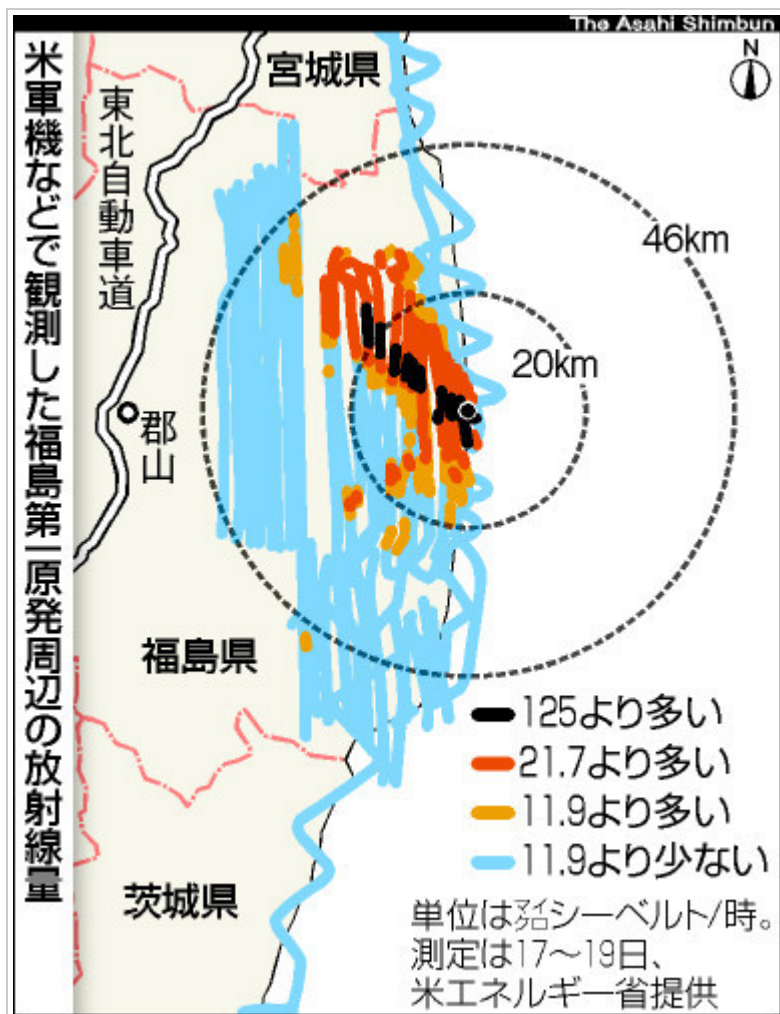 The Asahi Shimbun
米軍機などで観測した福島第一原発周辺の放射線量
東北自動車道
宮城県
N
46km
20km
郡山
福島県
茨城県
125より多い
21.7より多い
11.9より多い
11.9より少ない
単位はマイクロシーベルト/時。
測定は17〜19日、
米エネルギー省提供